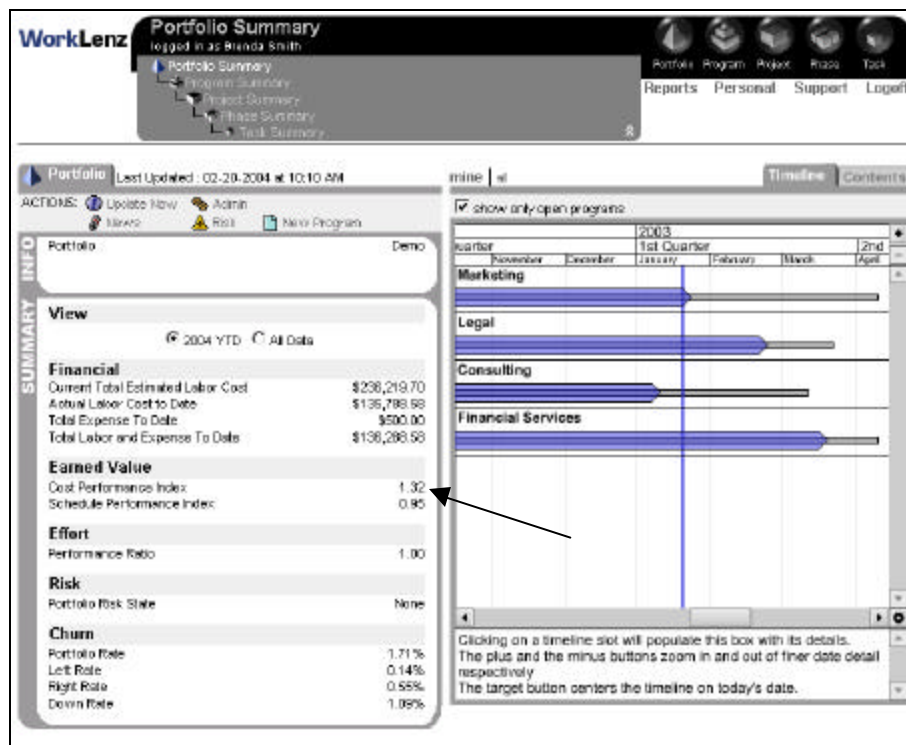 WorkLenz
Portfolio Summary
logged in as Brenda Smith
Portfolio Summary
Program Summary
Project Summary
Phase Summary
Task Summary
Portfolio Program Project Phase Task
Reports Personal Support Logoff
Portfolio Last Updated : 02-20-2004 at 10:10 AM
ACTIONS: Update Now Admin
News Risk New Program
INFO
Portfolio Demo
SUMMARY
View
2004 YTD All Data
Financial
Current Total Estimated Labor Cost $236,219.70
Actual Labor Cost to Date $135,788.58
Total Expense To Date $500.00
Total Labor and Expense To Date $136,288.58
Earned Value
Cost Performance Index 1.32
Schedule Performance Index 0.95
Effort
Performance Ratio 1.00
Risk
Portfolio Risk State None
Churn
Portfolio Rate 1.71%
Left Rate 0.14%
Right Rate 0.55%
Down Rate 1.09%
mine
Timeline Contents
show only open programs
2003
uarter 1st Quarter 2nd
November December January February March April
Marketing
Legal
Consulting
Financial Services
Clicking on a timeline slot will populate this box with its details.
The plus and the minus buttons zoom in and out of finer date detail
respectively
The target button centers the timeline on today's date.